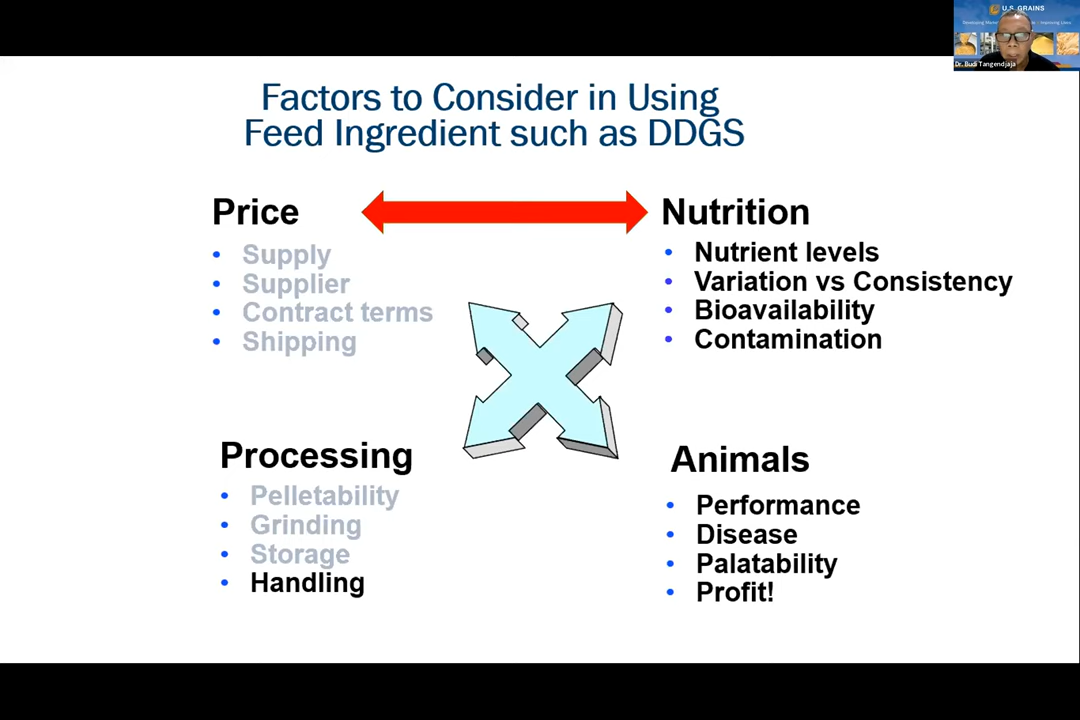 U.S. GRAINS
Dr. Budi Tangendjaja
Factors to Consider in Using
Feed Ingredient such as DDGS
Price
• Supply
• Supplier
• Contract terms
• Shipping
Nutrition
• Nutrient levels
• Variation vs Consistency
• Bioavailability
• Contamination
Processing
• Pelletability
• Grinding
• Storage
• Handling
Animals
• Performance
• Disease
• Palatability
• Profit!